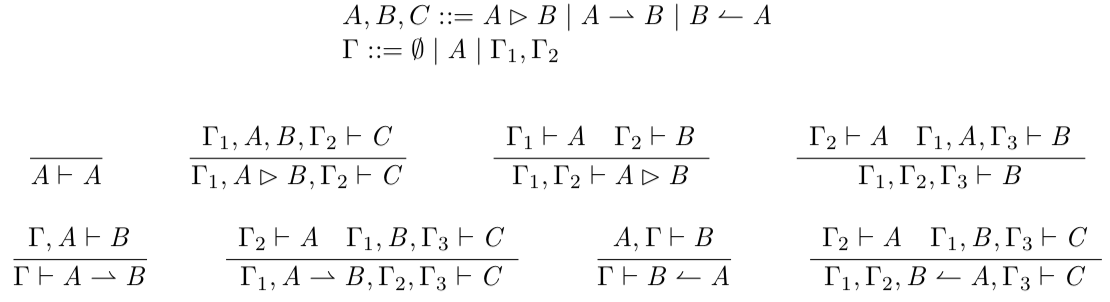 A, B, C ::= A ▷ B | A ⇀ B | B ↼ A
Γ ::= ∅ | A | Γ₁, Γ₂
Γ₁, A, B, Γ₂ ⊢ C    Γ₁ ⊢ A    Γ₂ ⊢ B    Γ₂ ⊢ A    Γ₁, A, Γ₃ ⊢ B
A ⊢ A    Γ₁, A ▷ B, Γ₂ ⊢ C    Γ₁, Γ₂ ⊢ A ▷ B    Γ₁, Γ₂, Γ₃ ⊢ B
Γ, A ⊢ B    Γ₂ ⊢ A    Γ₁, B, Γ₃ ⊢ C    A, Γ ⊢ B    Γ₂ ⊢ A    Γ₁, B, Γ₃ ⊢ C
Γ ⊢ A ⇀ B    Γ₁, A ⇀ B, Γ₂, Γ₃ ⊢ C    Γ ⊢ B ↼ A    Γ₁, Γ₂, B ↼ A, Γ₃ ⊢ C